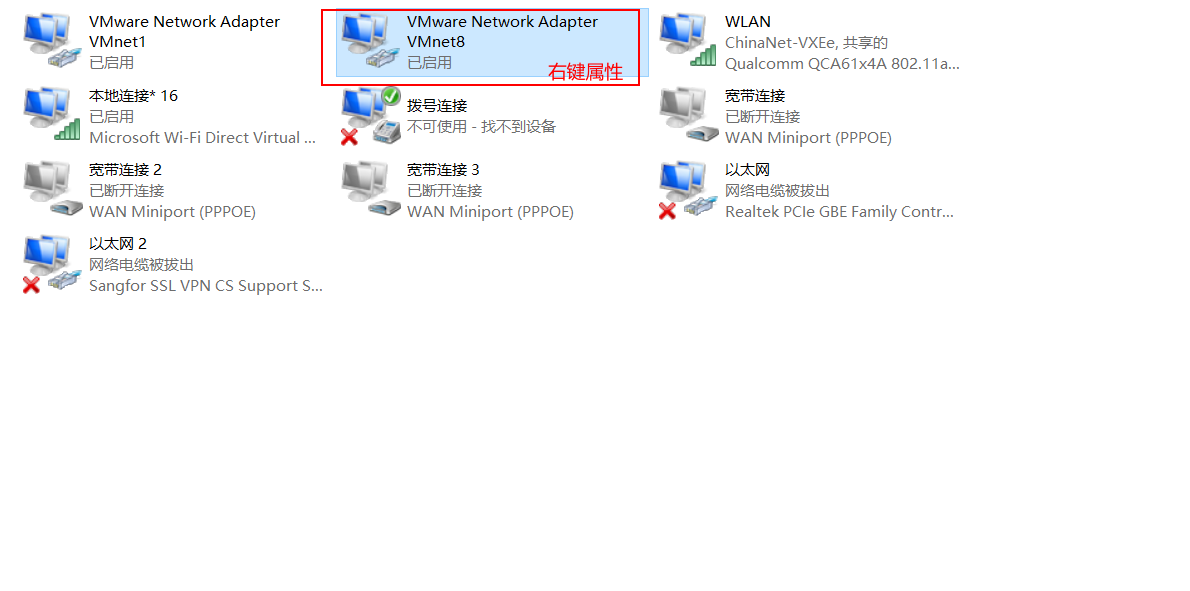 VMware Network Adapter
VMnet1
已启用
VMware Network Adapter
VMnet8
已启用
右键属性
WLAN
ChinaNet-VXEe, 共享的
Qualcomm QCA61x4A 802.11a...
本地连接* 16
已启用
Microsoft Wi-Fi Direct Virtual ...
拨号连接
不可使用 - 找不到设备
宽带连接
已断开连接
WAN Miniport (PPPOE)
宽带连接 2
已断开连接
WAN Miniport (PPPOE)
宽带连接 3
已断开连接
WAN Miniport (PPPOE)
以太网
网络电缆被拔出
Realtek PCIe GBE Family Contr...
以太网 2
网络电缆被拔出
Sangfor SSL VPN CS Support S...